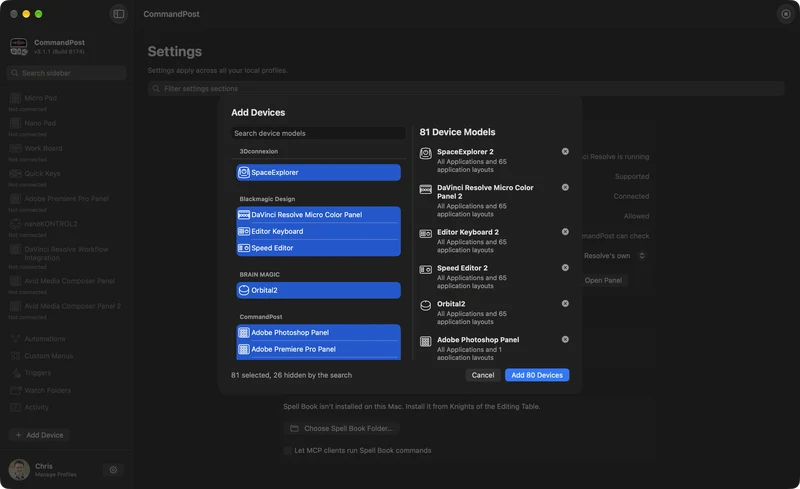 CommandPost
CommandPost
v3.1.1 (Build 8174)
Search sidebar
Micro Pad
Not connected
Nano Pad
Not connected
Work Board
Not connected
Quick Keys
Not connected
Adobe Premiere Pro Panel
Not connected
nanoKONTROL2
Not connected
DaVinci Resolve Workflow
Integration
Not connected
Avid Media Composer Panel
Not connected
Avid Media Composer Panel 2
Not connected
Automations
Custom Menus
Triggers
Watch Folders
Activity
Add Device
Chris
Manage Profiles
Settings
Settings apply across all your local profiles.
Filter settings sections
Add Devices
Search device models
3Dconnexion
SpaceExplorer
Blackmagic Design
DaVinci Resolve Micro Color Panel
Editor Keyboard
Speed Editor
BRAIN MAGIC
Orbital2
CommandPost
Adobe Photoshop Panel
Adobe Premiere Pro Panel
81 selected, 26 hidden by the search
81 Device Models
SpaceExplorer 2
All Applications and 65
application layouts
DaVinci Resolve Micro Color
Panel 2
All Applications and 65
application layouts
Editor Keyboard 2
All Applications and 65
application layouts
Speed Editor 2
All Applications and 65
application layouts
Orbital2
All Applications and 65
application layouts
Adobe Photoshop Panel
All Applications and 1
application layouts
Cancel
Add 80 Devices
Resolve is running
Supported
Connected
Allowed
CommandPost can check
Resolve's own
Open Panel
Spell Book isn't installed on this Mac. Install it from Knights of the Editing Table.
Choose Spell Book Folder...
Let MCP clients run Spell Book commands